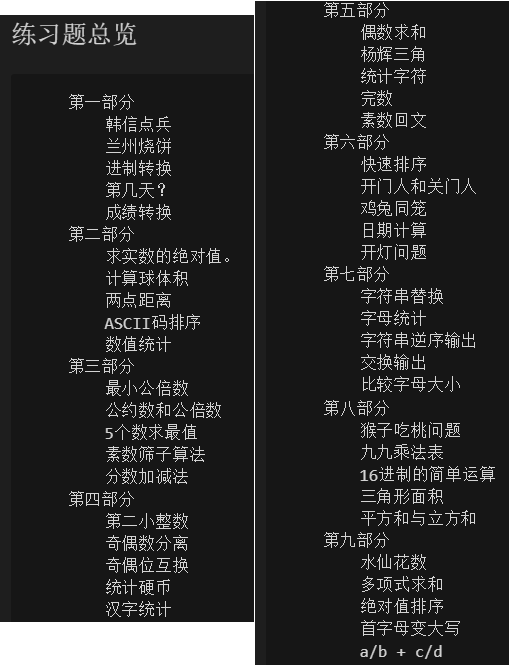 练习题总览
第一部分
韩信点兵
兰州烧饼
进制转换
第几天？
成绩转换
第二部分
求实数的绝对值。
计算球体积
两点距离
ASCII码排序
数值统计
第三部分
最小公倍数
公约数和公倍数
5个数求最值
素数筛子算法
分数加减法
第四部分
第二小整数
奇偶数分离
奇偶位互换
统计硬币
汉字统计
第五部分
偶数求和
杨辉三角
统计字符
完数
素数回文
第六部分
快速排序
开门人和关门人
鸡兔同笼
日期计算
开灯问题
第七部分
字符串替换
字母统计
字符串逆序输出
交换输出
比较字母大小
第八部分
猴子吃桃问题
九九乘法表
16进制的简单运算
三角形面积
平方和与立方和
第九部分
水仙花数
多项式求和
绝对值排序
首字母变大写
a/b + c/d